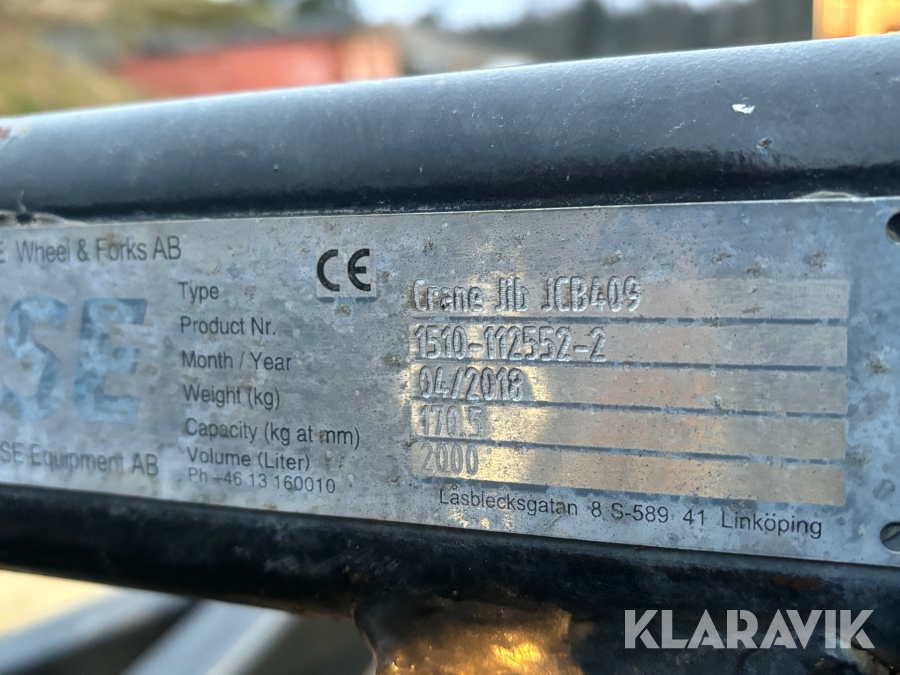 E Wheel & Forks AB
CE
SE
Type Crane Jib JCB409
Product Nr. 1510-112552-2
Month / Year 04/2018
Weight (kg) 170.5
Capacity (kg at mm) 2000
Volume (Liter)
SE Equipment AB
Ph +46 13 160010
Låsblecksgatan 8 S-589 41 Linköping
KLARAVIK